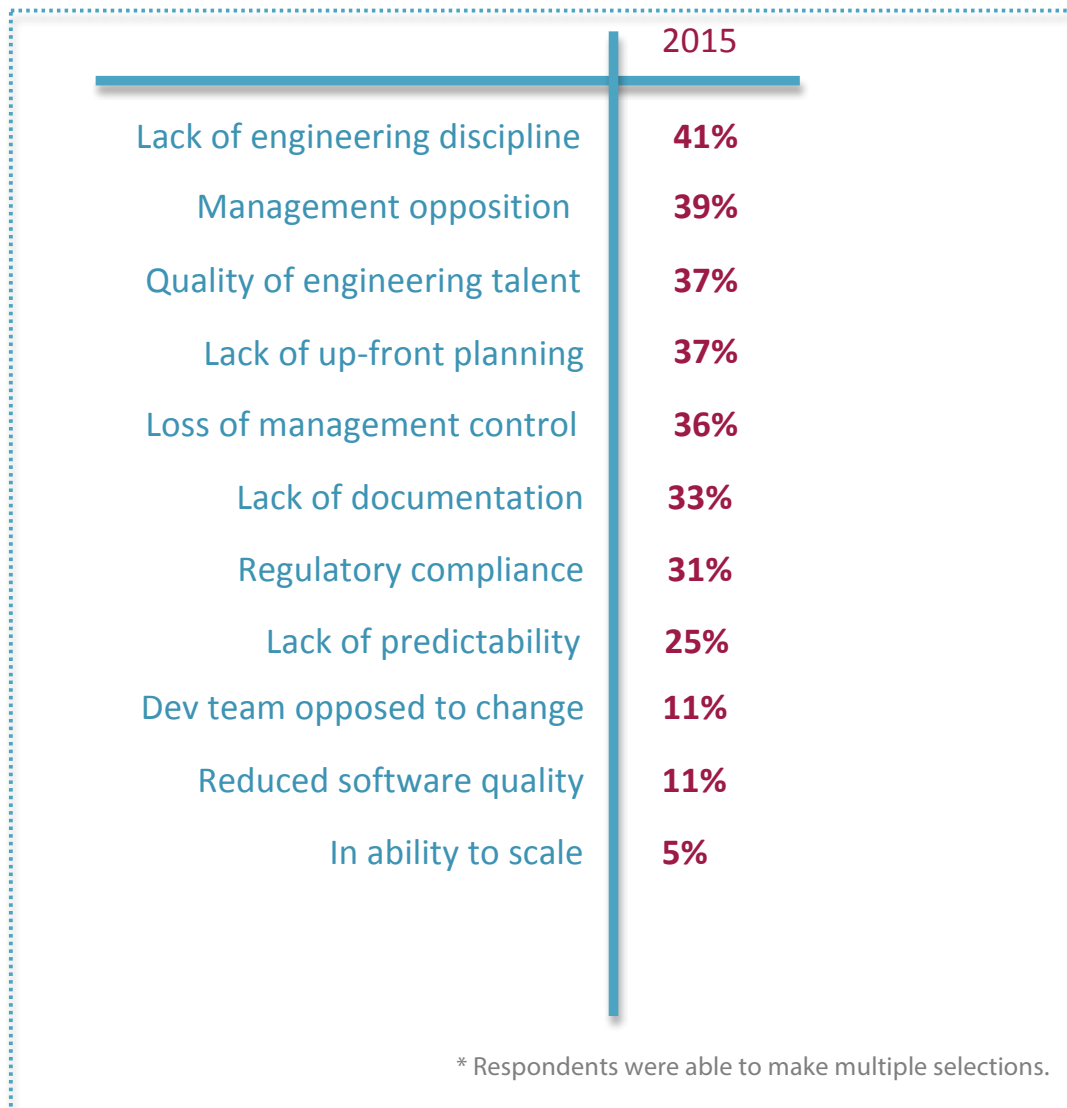 2015
Lack of engineering discipline 41%
Management opposition 39%
Quality of engineering talent 37%
Lack of up-front planning 37%
Loss of management control 36%
Lack of documentation 33%
Regulatory compliance 31%
Lack of predictability 25%
Dev team opposed to change 11%
Reduced software quality 11%
In ability to scale 5%
* Respondents were able to make multiple selections.